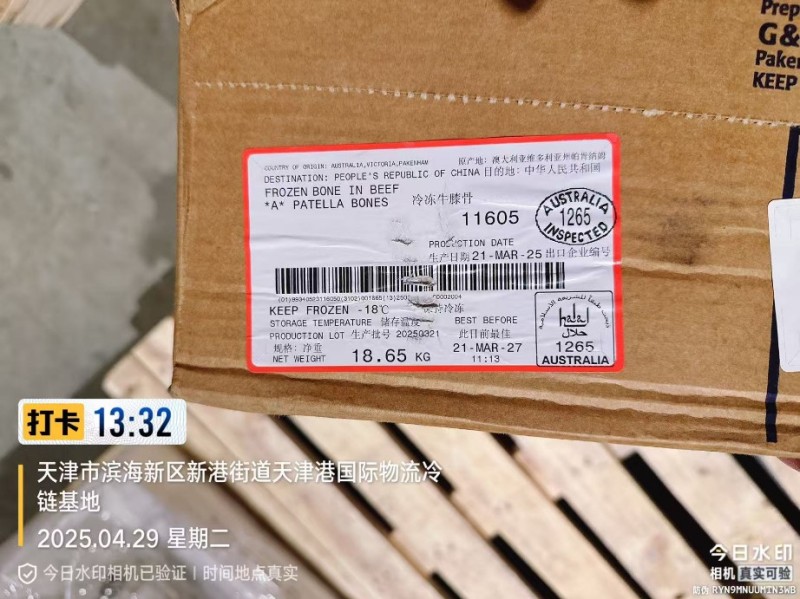 Prep
G&
Paken
KEEP
COUNTRY OF ORIGIN: AUSTRALIA,VICTORIA,PAKENHAM 原产地: 澳大利亚维多利亚州帕肯纳姆
DESTINATION: PEOPLE'S REPUBLIC OF CHINA 目的地: 中华人民共和国
FROZEN BONE IN BEEF
*A* PATELLA BONES 冷冻牛膝骨
11605
AUSTRALIA
1265
INSPECTED
PRODUCTION DATE
生产日期 21-MAR-25 出口企业编号
KEEP FROZEN -18℃ 保持冷冻
STORAGE TEMPERATURE 储存温度 BEST BEFORE
PRODUCTION LOT 生产批号 20250321 此日前最佳
规格: 净重
NET WEIGHT 18.65 KG 21-MAR-27
11:13
hala
حلال
1265
AUSTRALIA
打卡 13:32
天津市滨海新区新港街道天津港国际物流冷
链基地
2025.04.29 星期二
今日水印相机已验证 | 时间地点真实
今日水印
相机 真实可验
防伪 RYN9MNUUMIN3WB